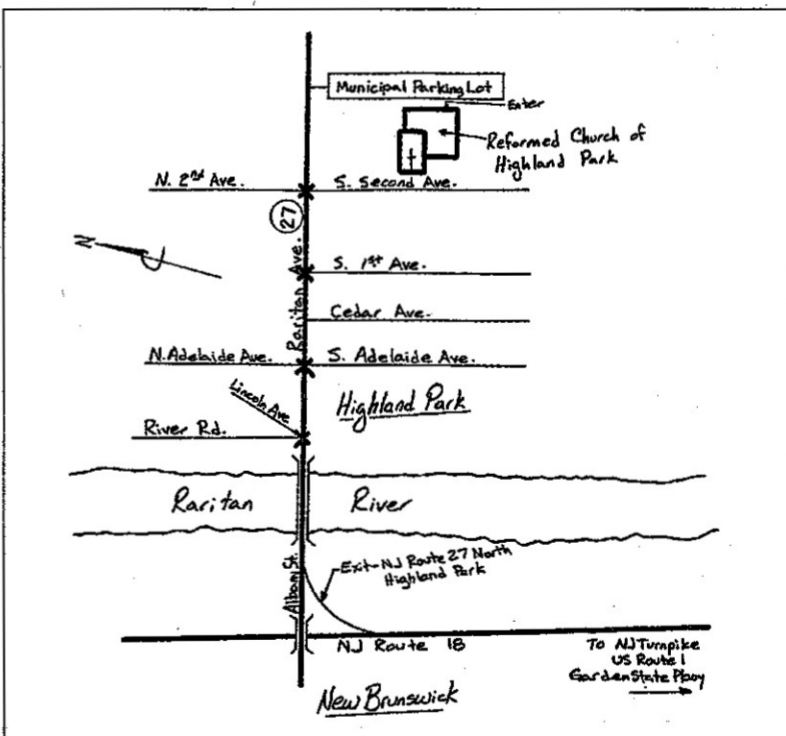 Municipal Parking Lot
Enter
Reformed Church of
Highland Park
N. 2nd Ave.
S. Second Ave.
27
N
Raritan Ave.
S. 1st Ave.
Cedar Ave.
N. Adelaide Ave.
S. Adelaide Ave.
Lincoln Ave
Highland Park
River Rd.
Raritan
River
Albany St.
Exit-NJ Route 27 North
Highland Park
NJ Route 18
To NJ Turnpike
US Route 1
Garden State Pkwy
New Brunswick